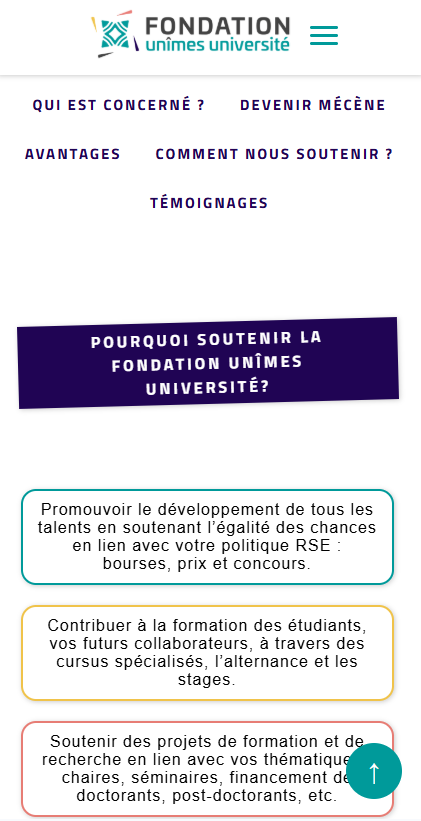 FONDATION
unîmes université
QUI EST CONCERNÉ ?
DEVENIR MÉCÈNE
AVANTAGES
COMMENT NOUS SOUTENIR ?
TÉMOIGNAGES
POURQUOI SOUTENIR LA
FONDATION UNÎMES
UNIVERSITÉ?
Promouvoir le développement de tous les
talents en soutenant l’égalité des chances
en lien avec votre politique RSE :
bourses, prix et concours.
Contribuer à la formation des étudiants,
vos futurs collaborateurs, à travers des
cursus spécialisés, l’alternance et les
stages.
Soutenir des projets de formation et de
recherche en lien avec vos
chaires, séminaires, financement de
doctorants, post-doctorants, etc.